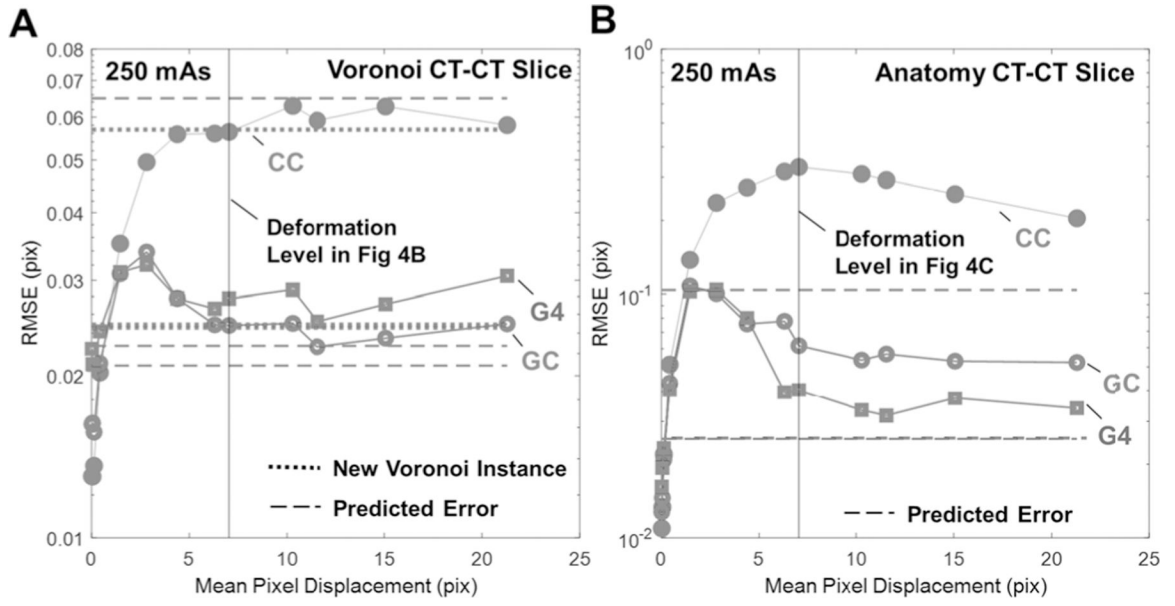 A
0.08
0.07
0.06
0.05
0.04
0.03
0.02
0.01
RMSE (pix)
250 mAs
Voronoi CT-CT Slice
CC
Deformation
Level in Fig 4B
G4
GC
New Voronoi Instance
Predicted Error
0 5 10 15 20 25
Mean Pixel Displacement (pix)
B
10^0
10^-1
10^-2
RMSE (pix)
250 mAs
Anatomy CT-CT Slice
CC
Deformation
Level in Fig 4C
GC
G4
Predicted Error
0 5 10 15 20 25
Mean Pixel Displacement (pix)